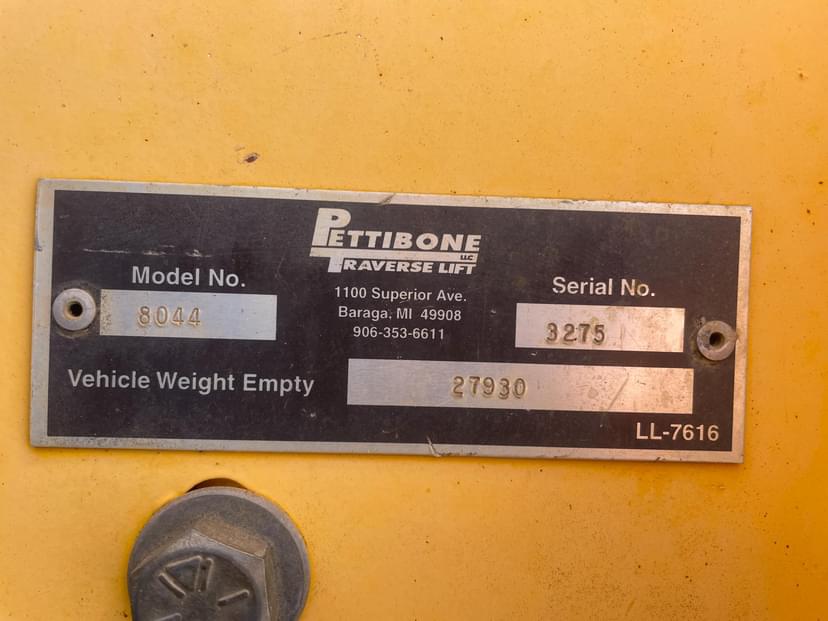 PETTIBONE
LLC
TRAVERSE LIFT
1100 Superior Ave.
Baraga, MI 49908
906-353-6611
Model No.
8044
Serial No.
3275
Vehicle Weight Empty
27930
LL-7616